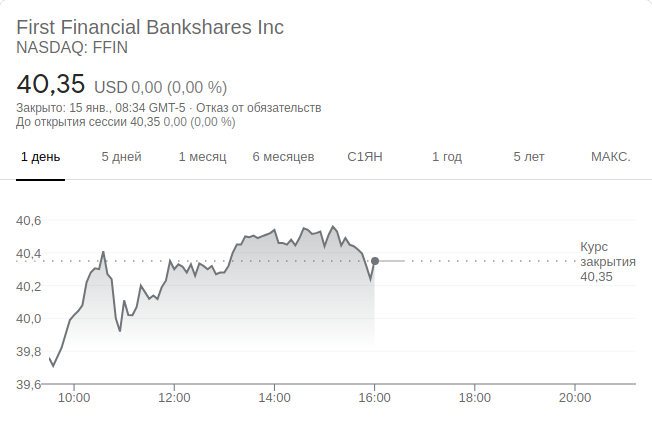 First Financial Bankshares Inc
NASDAQ: FFIN
40,35 USD 0,00 (0,00 %)
Закрыто: 15 янв., 08:34 GMT-5 · Отказ от обязательств
До открытия сессии 40,35 0,00 (0,00 %)
1 день 5 дней 1 месяц 6 месяцев С1ЯН 1 год 5 лет МАКС.
40,6
40,4
40,2
40,0
39,8
39,6
Курс
закрытия
40,35
10:00 12:00 14:00 16:00 18:00 20:00